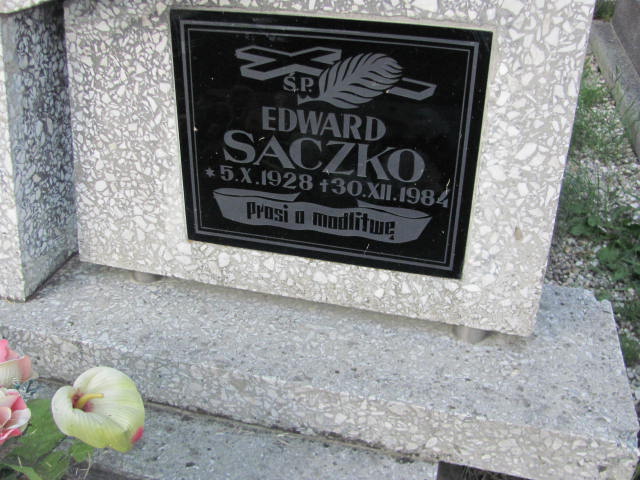 Ś.P.
EDWARD
SACZKO
*5.X.1928 †30.XII.1984
prosi o modlitwę